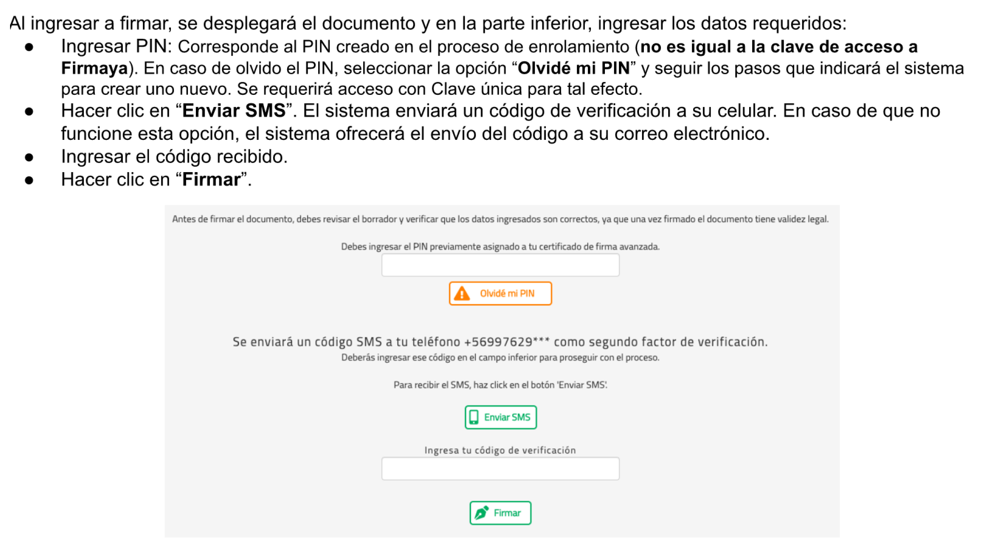 Al ingresar a firmar, se desplegará el documento y en la parte inferior, ingresar los datos requeridos:
● Ingresar PIN: Corresponde al PIN creado en el proceso de enrolamiento (no es igual a la clave de acceso a
Firmaya). En caso de olvido el PIN, seleccionar la opción “Olvidé mi PIN” y seguir los pasos que indicará el sistema
para crear uno nuevo. Se requerirá acceso con Clave única para tal efecto.
● Hacer clic en “Enviar SMS”. El sistema enviará un código de verificación a su celular. En caso de que no
funcione esta opción, el sistema ofrecerá el envío del código a su correo electrónico.
● Ingresar el código recibido.
● Hacer clic en “Firmar”.
Antes de firmar el documento, debes revisar el borrador y verificar que los datos ingresados son correctos, ya que una vez firmado el documento tiene validez legal.
Debes ingresar el PIN previamente asignado a tu certificado de firma avanzada.
Olvidé mi PIN
Se enviará un código SMS a tu teléfono +56997629*** como segundo factor de verificación.
Deberás ingresar ese código en el campo inferior para proseguir con el proceso.
Para recibir el SMS, haz click en el botón 'Enviar SMS'.
Enviar SMS
Ingresa tu código de verificación
Firmar